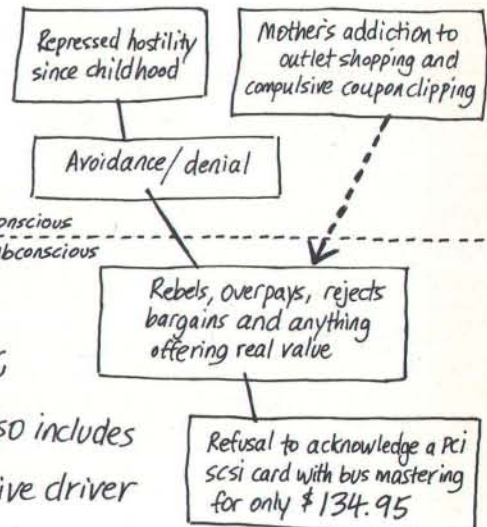 Repressed hostility
since childhood
Mother's addiction to
outlet shopping and
compulsive coupon clipping
Avoidance/denial
conscious
subconscious
Rebels, overpays, rejects
bargains and anything
offering real value
so includes
ive driver
Refusal to acknowledge a PCI
SCSI card with bus mastering
for only $134.95